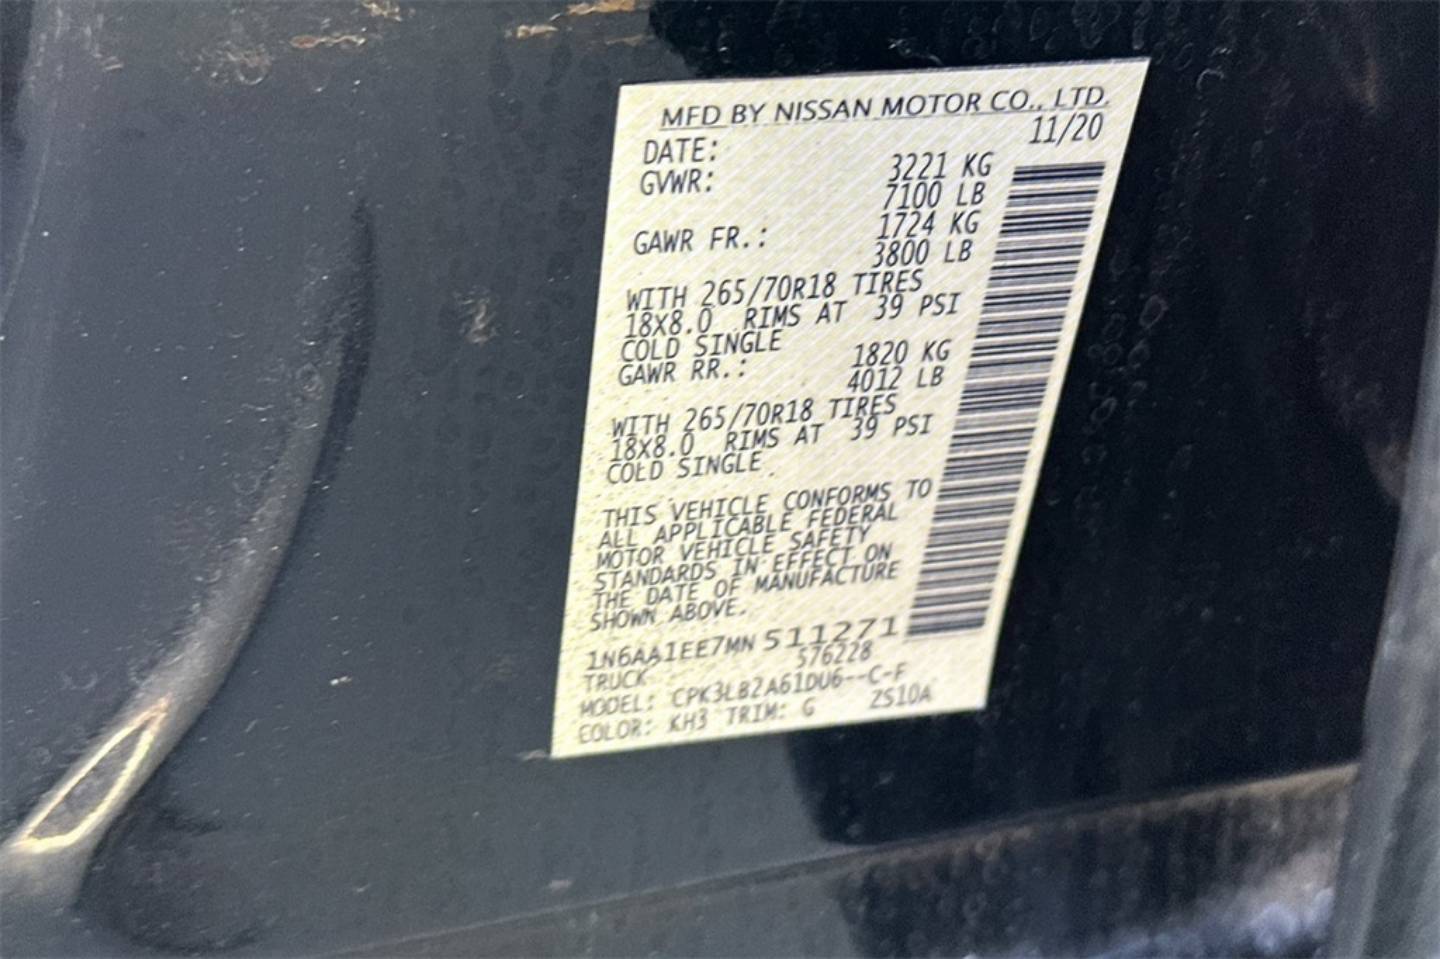 MFD BY NISSAN MOTOR CO., LTD.
DATE: 11/20
GVWR: 3221 KG
7100 LB
GAWR FR.: 1724 KG
3800 LB
WITH 265/70R18 TIRES
18X8.0 RIMS AT 39 PSI
COLD SINGLE
GAWR RR.: 1820 KG
4012 LB
WITH 265/70R18 TIRES
18X8.0 RIMS AT 39 PSI
COLD SINGLE
THIS VEHICLE CONFORMS TO
ALL APPLICABLE FEDERAL
MOTOR VEHICLE SAFETY
STANDARDS IN EFFECT ON
THE DATE OF MANUFACTURE
SHOWN ABOVE.
1N6AA1EE7MN 511271
TRUCK 576228
MODEL: CPK3LB2A61DU6--C-F
COLOR: KH3 TRIM: G ZS10A